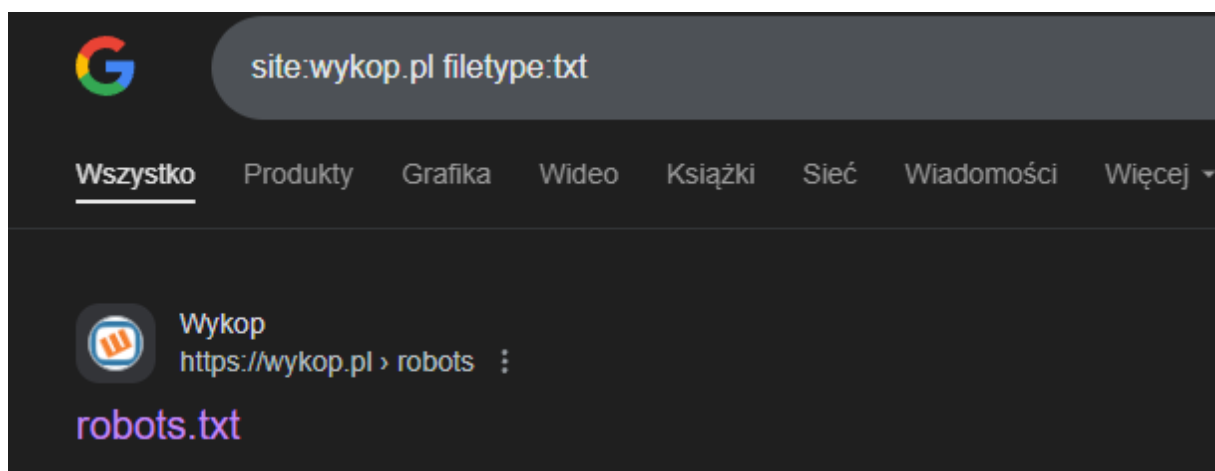 site:wykop.pl filetype:txt
Wszystko Produkty Grafika Wideo Książki Sieć Wiadomości Więcej
Wykop
https://wykop.pl › robots
robots.txt